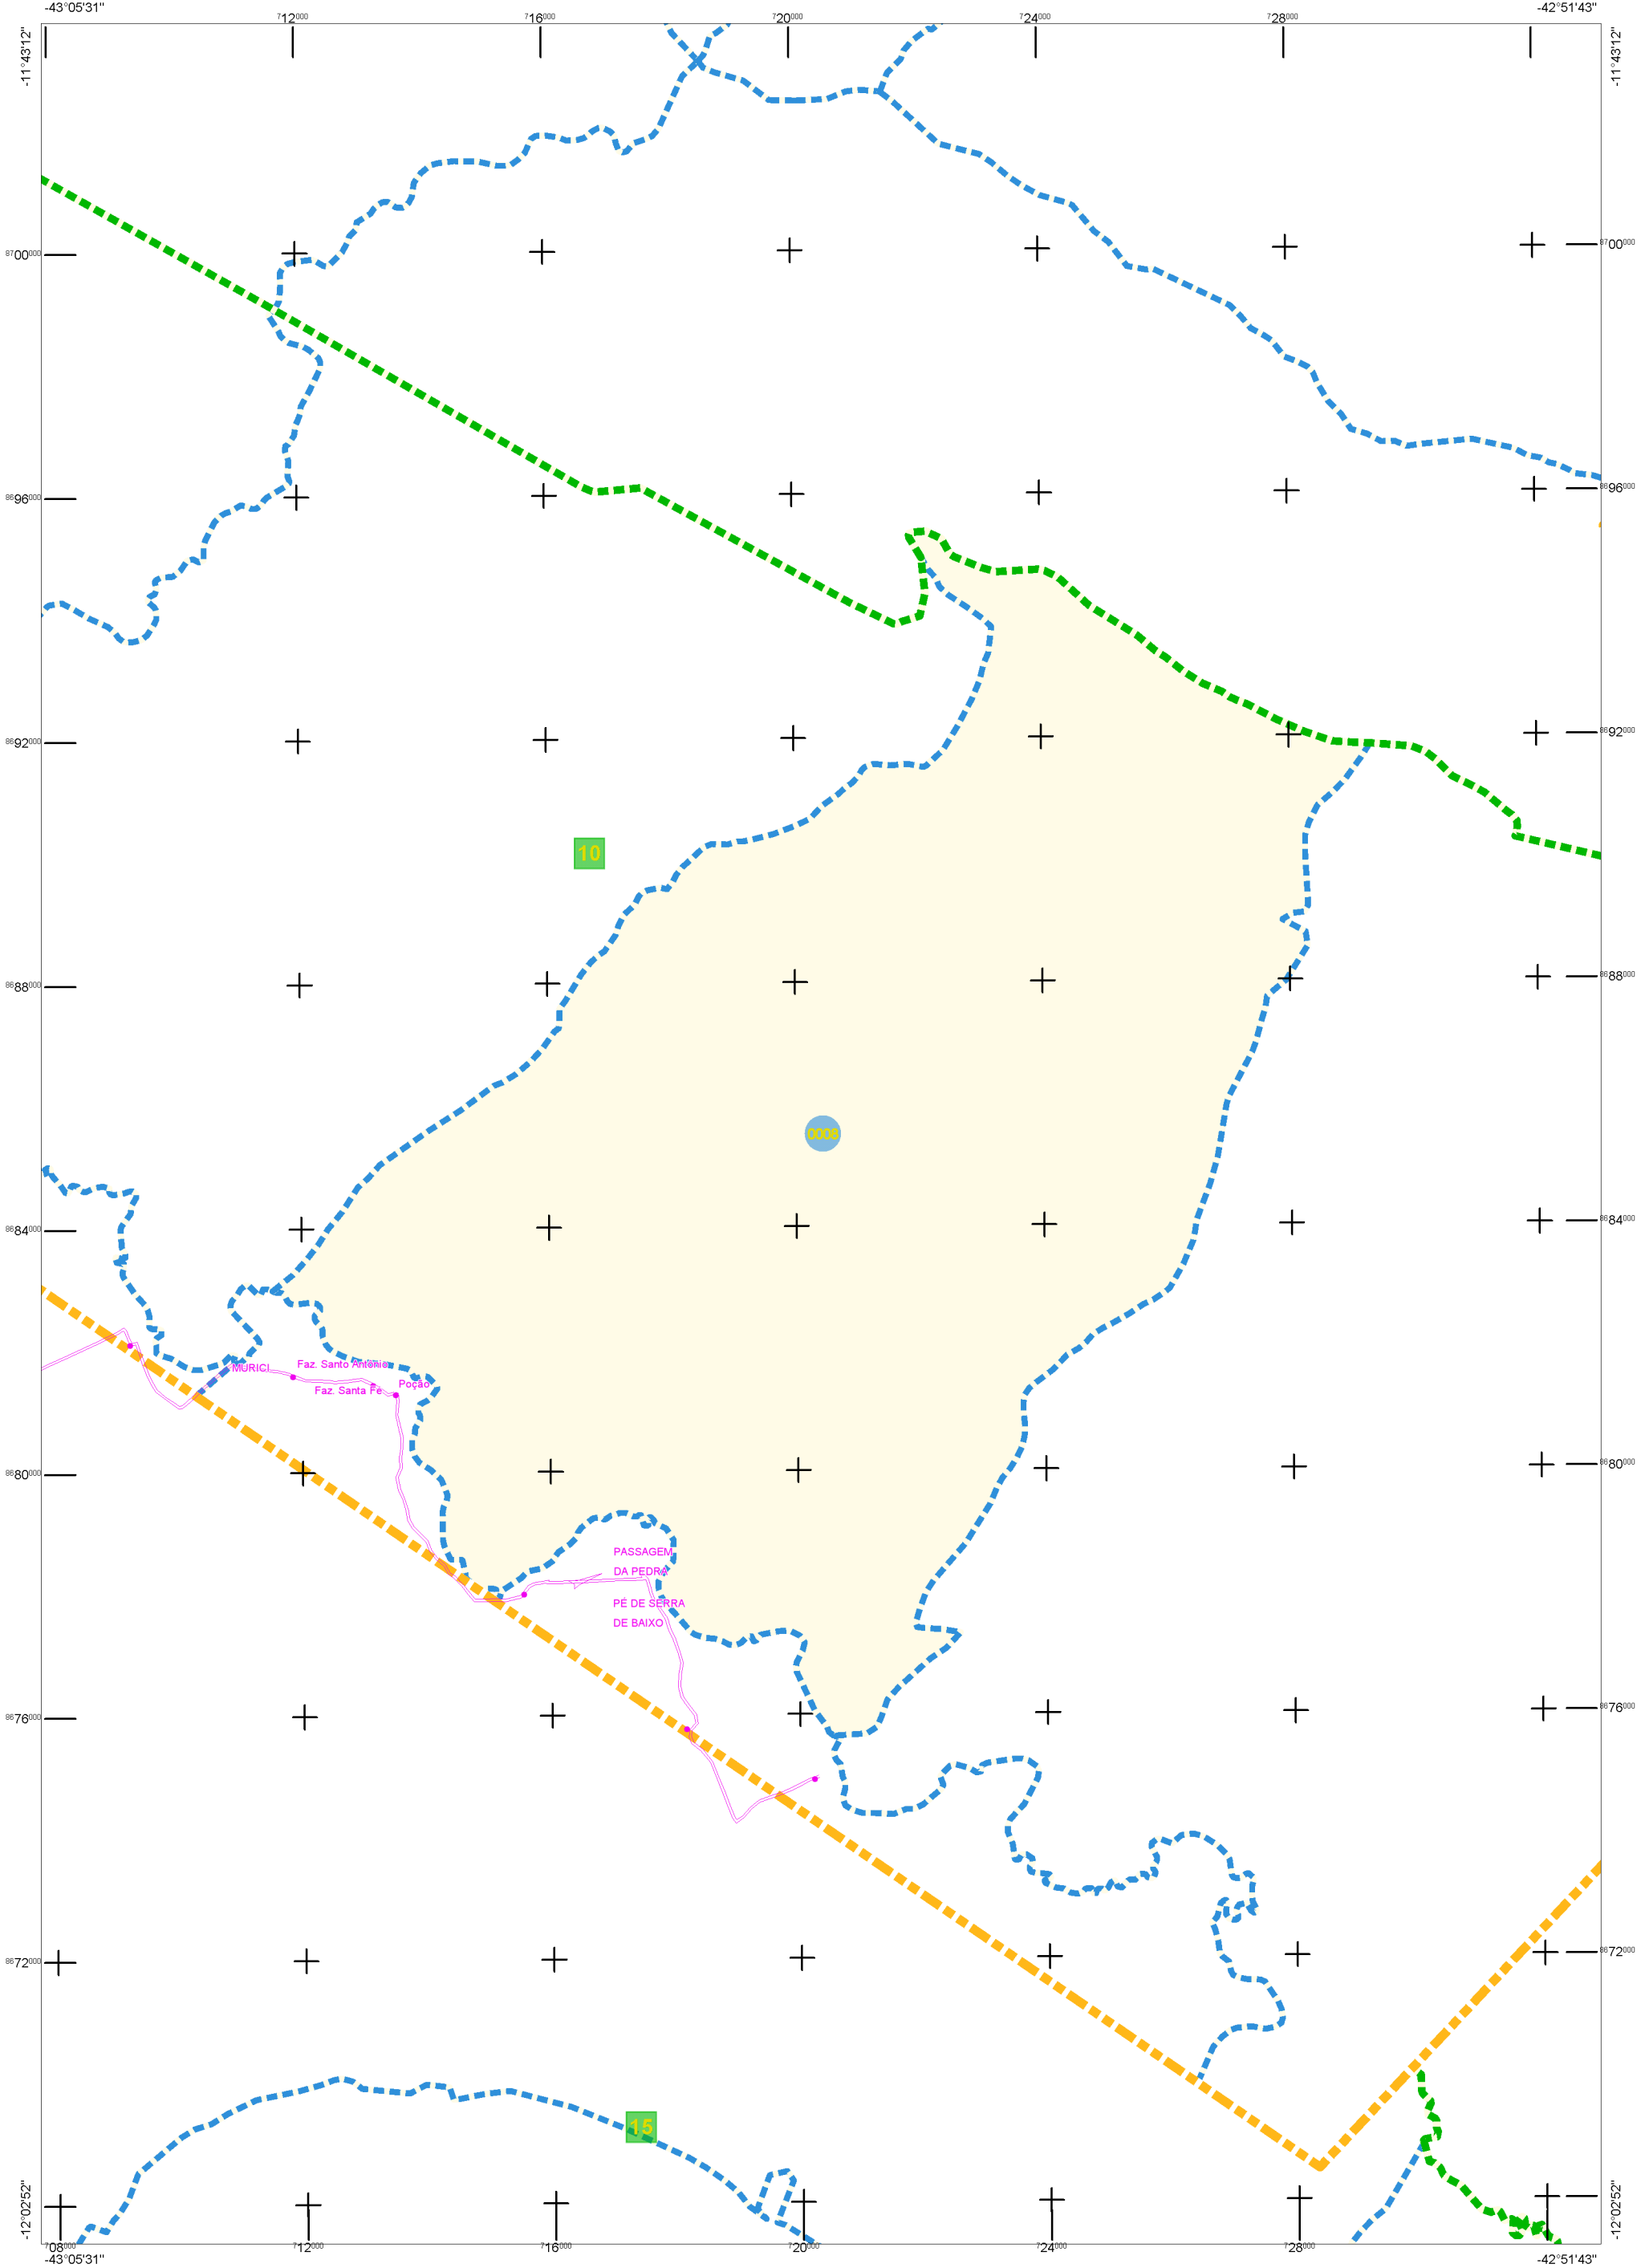 -43°05'31" -42°51'43"
712000 716000 720000 724000 728000
-11°43'12" -11°43'12"
8700000 8700000
8696000 8696000
8692000 8692000
10
8688000 8688000
0008
8684000 8684000
MURICI
Faz. Santo Antônio
Faz. Santa Fé
Poção
8680000 8680000
PASSAGEM
DA PEDRA
PÉ DE SERRA
DE BAIXO
8676000 8676000
8672000 8672000
15
-12°02'52" -12°02'52"
708000 712000 716000 720000 724000 728000
-43°05'31" -42°51'43"